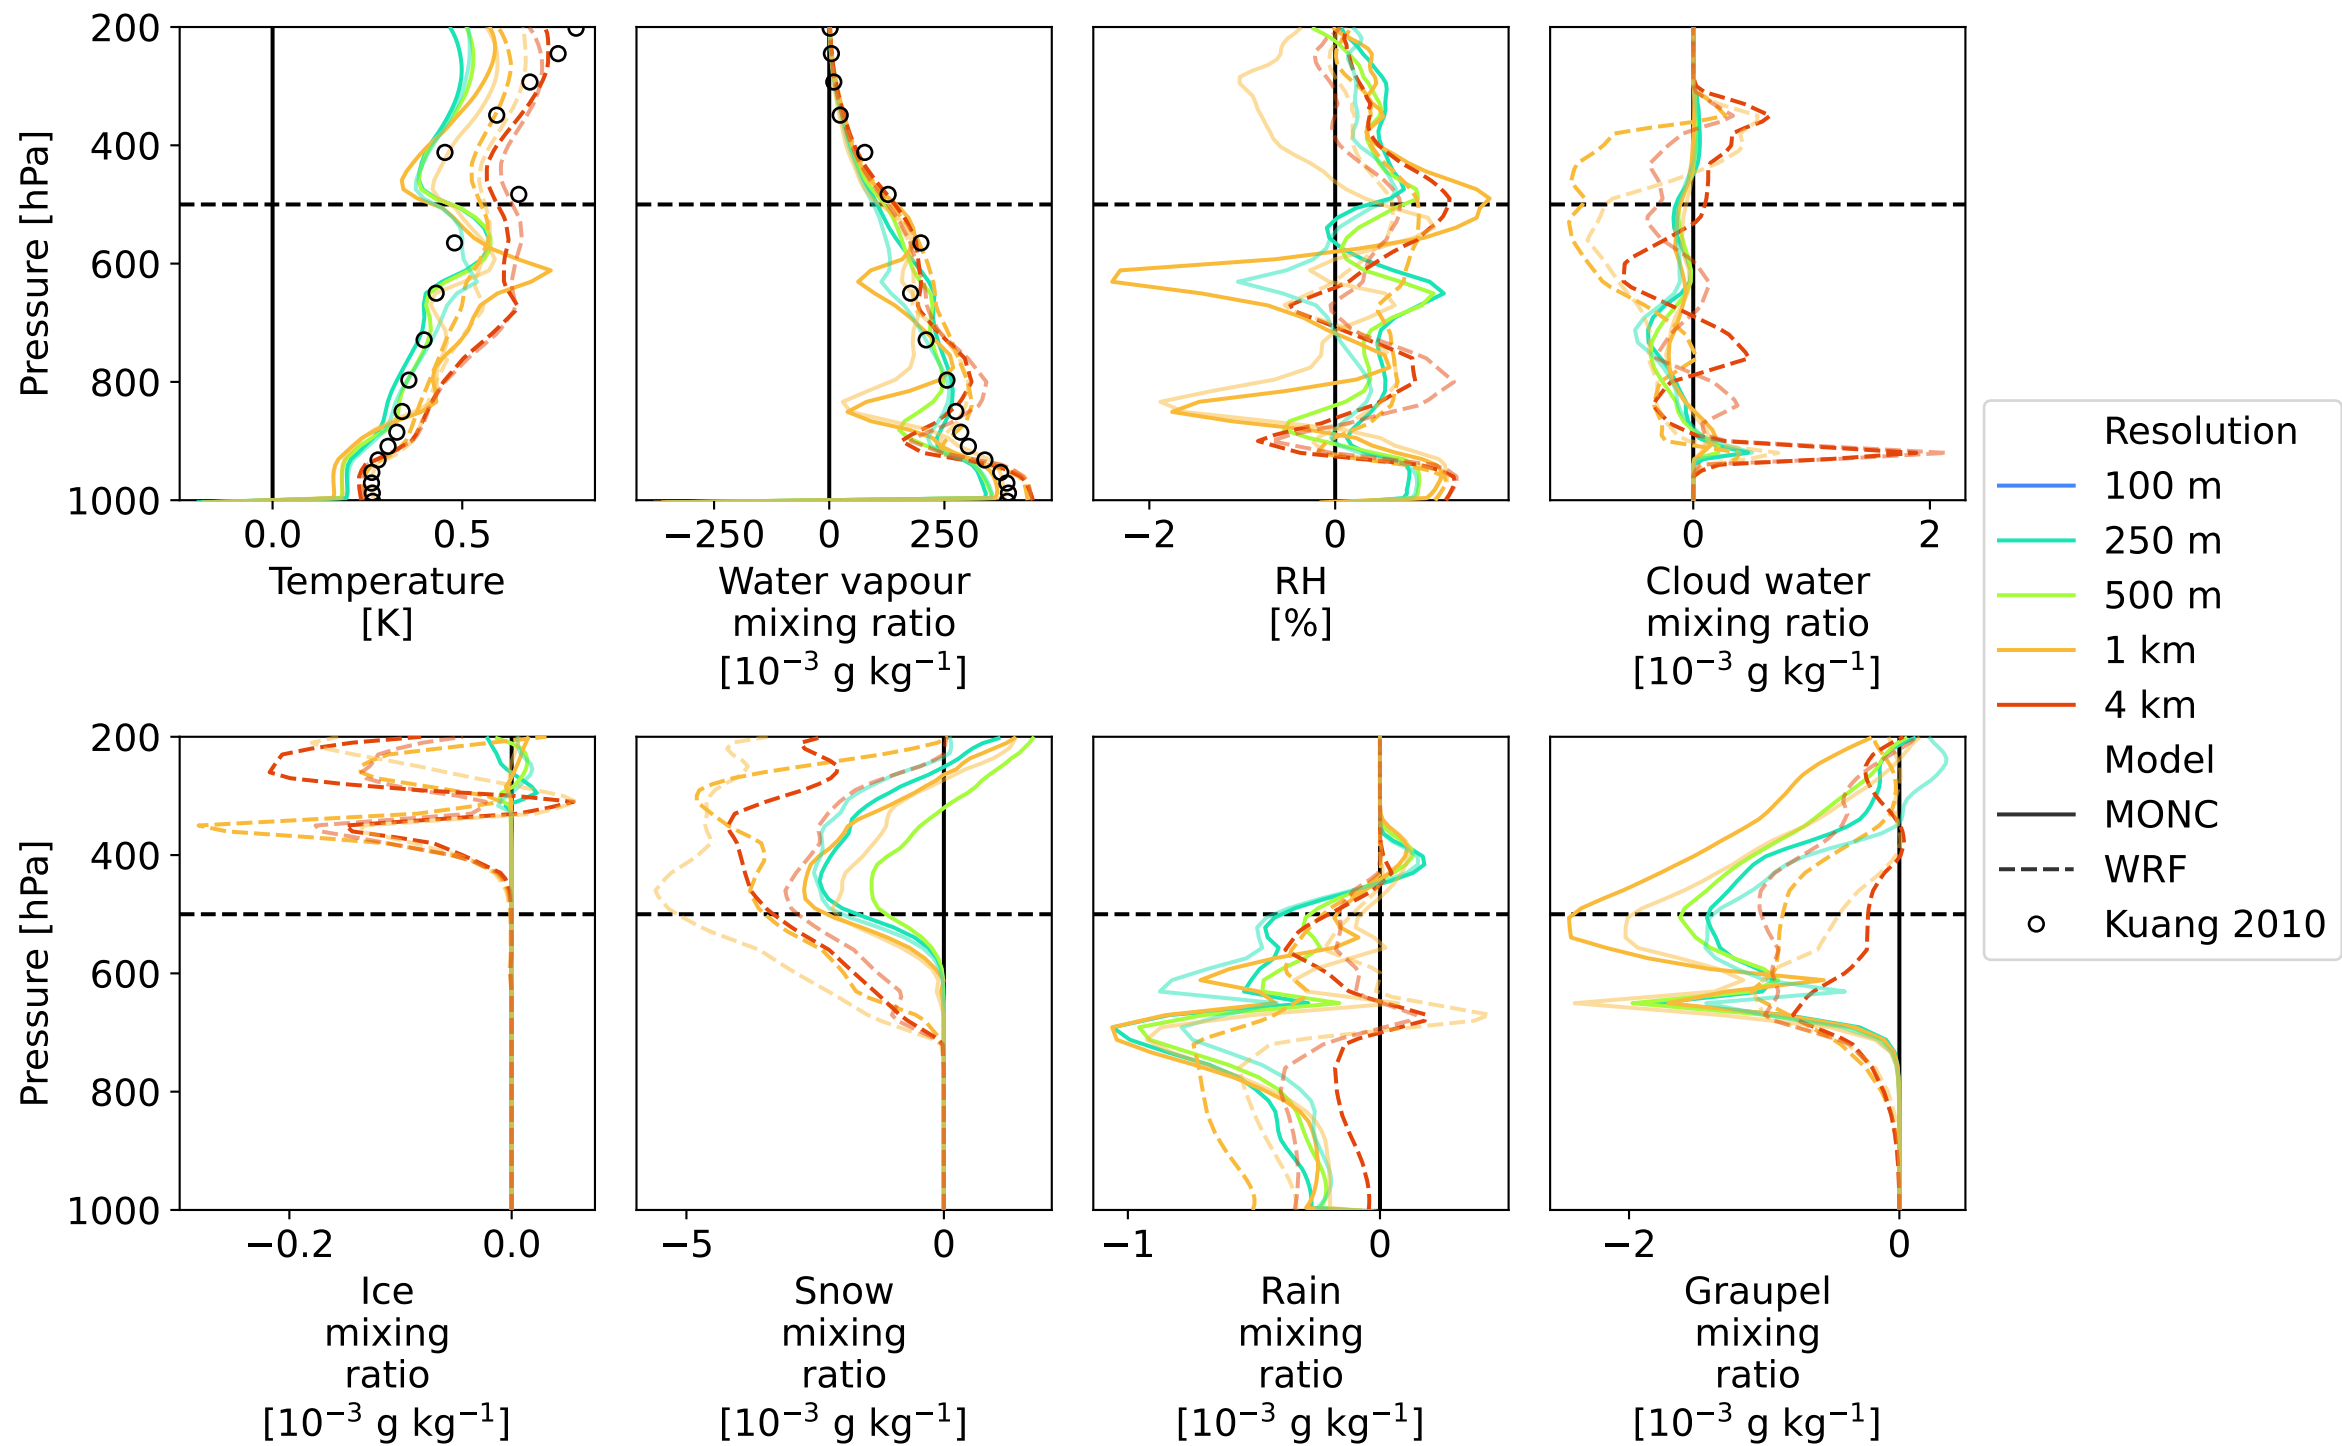 200
400
600
800
1000
Pressure [hPa]
0.0 0.5
Temperature
[K]
−250 0 250
Water vapour
mixing ratio
[10⁻³ g kg⁻¹]
−2 0
RH
[%]
0 2
Cloud water
mixing ratio
[10⁻³ g kg⁻¹]
Resolution
100 m
250 m
500 m
1 km
4 km
Model
MONC
WRF
Kuang 2010
200
400
600
800
1000
Pressure [hPa]
−0.2 0.0
Ice
mixing
ratio
[10⁻³ g kg⁻¹]
−5 0
Snow
mixing
ratio
[10⁻³ g kg⁻¹]
−1 0
Rain
mixing
ratio
[10⁻³ g kg⁻¹]
−2 0
Graupel
mixing
ratio
[10⁻³ g kg⁻¹]